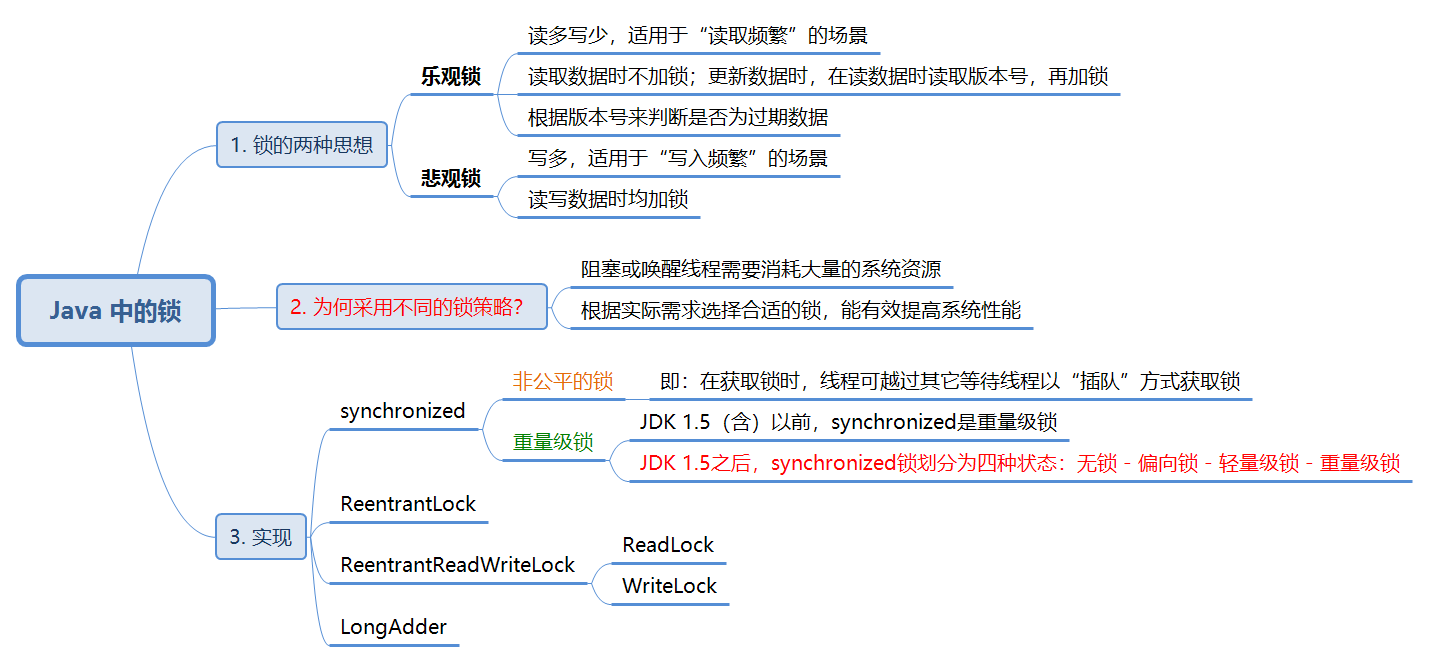 Java 中的锁
1. 锁的两种思想
乐观锁
读多写少，适用于“读取频繁”的场景
读取数据时不加锁；更新数据时，在读数据时读取版本号，再加锁
根据版本号来判断是否为过期数据
悲观锁
写多，适用于“写入频繁”的场景
读写数据时均加锁
2. 为何采用不同的锁策略？
阻塞或唤醒线程需要消耗大量的系统资源
根据实际需求选择合适的锁，能有效提高系统性能
3. 实现
synchronized
非公平的锁
即：在获取锁时，线程可越过其它等待线程以“插队”方式获取锁
重量级锁
JDK 1.5（含）以前，synchronized是重量级锁
JDK 1.5之后，synchronized锁划分为四种状态：无锁 - 偏向锁 - 轻量级锁 - 重量级锁
ReentrantLock
ReentrantReadWriteLock
ReadLock
WriteLock
LongAdder